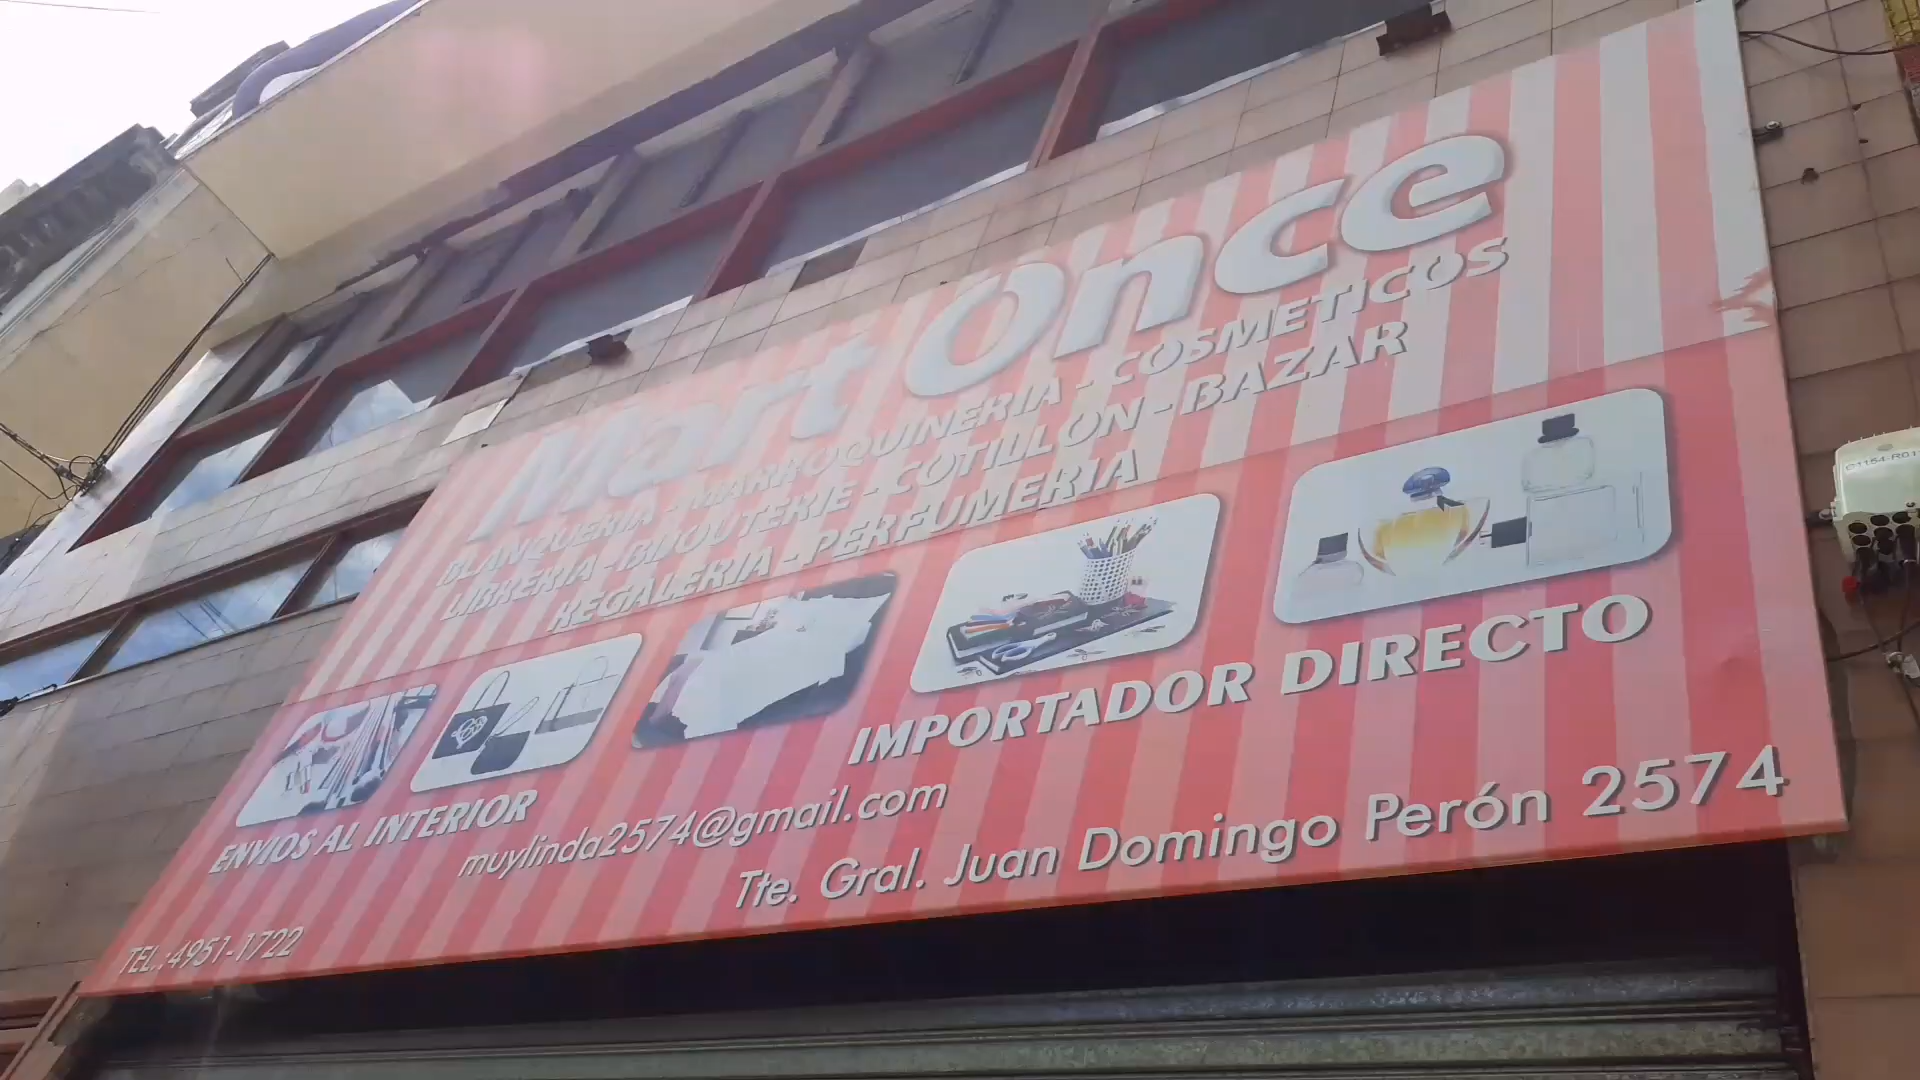 Mart Once
BLANQUERIA - MARROQUINERIA - COSMETICOS
LIBRERIA - BIJOUTERIE - COTILLON - BAZAR
REGALERIA - PERFUMERIA
IMPORTADOR DIRECTO
ENVIOS AL INTERIOR
muylinda2574@gmail.com
Tte. Gral. Juan Domingo Perón 2574
TEL.:4951-1722